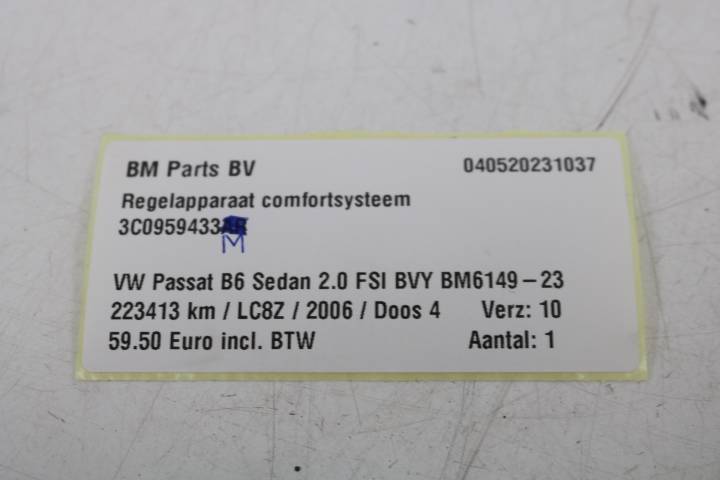 BM Parts BV 040520231037
Regelapparaat comfortsysteem
3C0959433
M
VW Passat B6 Sedan 2.0 FSI BVY BM6149-23
223413 km / LC8Z / 2006 / Doos 4 Verz: 10
59.50 Euro incl. BTW Aantal: 1